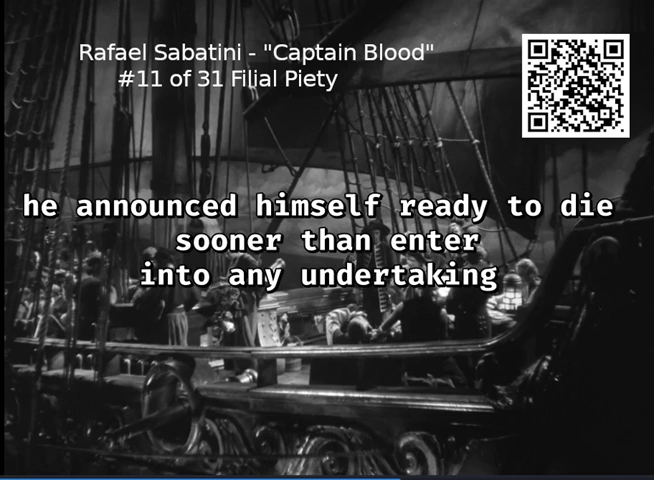 Rafael Sabatini - "Captain Blood"
#11 of 31 Filial Piety
he announced himself ready to die
sooner than enter
into any undertaking